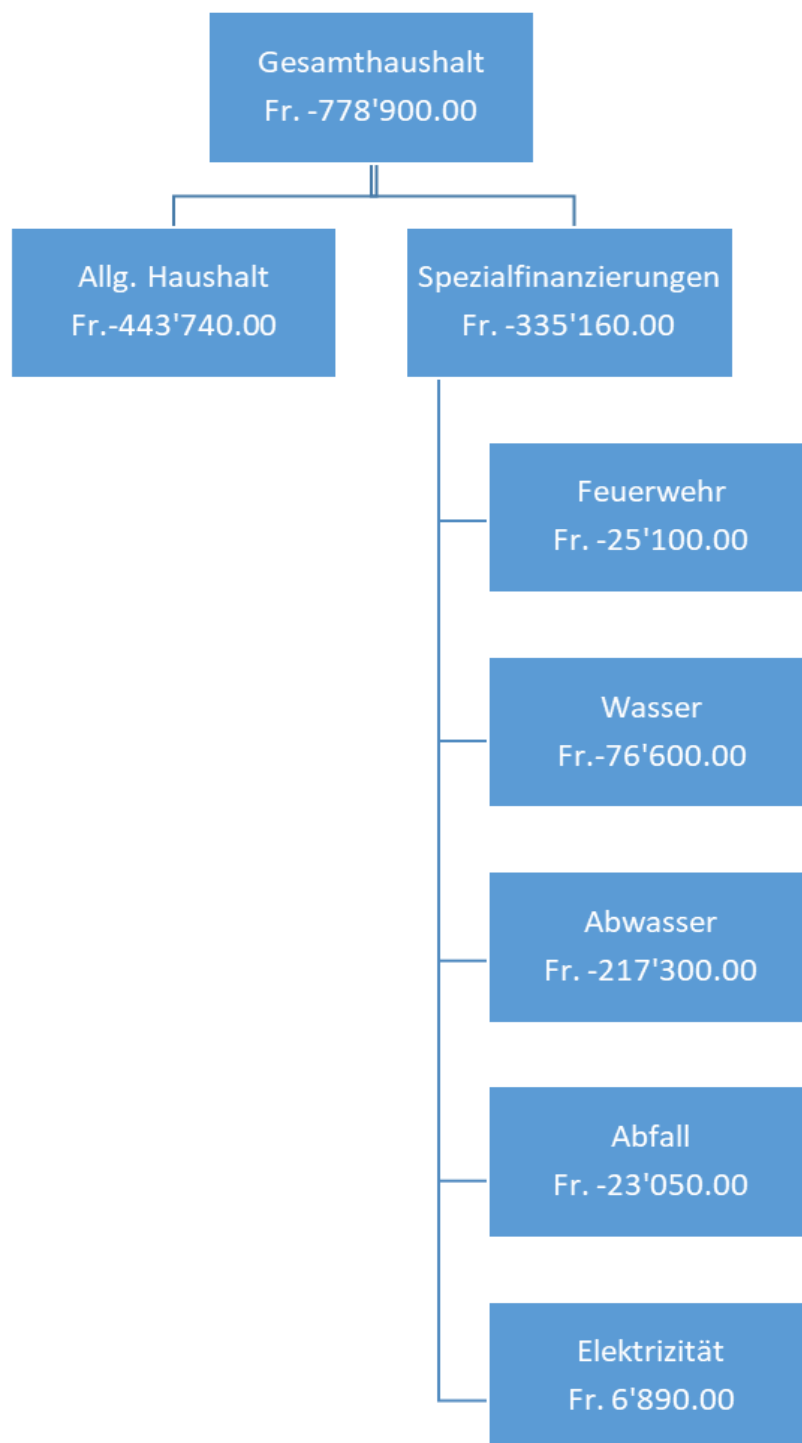 Gesamthaushalt
Fr. -778'900.00
Allg. Haushalt
Fr.-443'740.00
Spezialfinanzierungen
Fr. -335'160.00
Feuerwehr
Fr. -25'100.00
Wasser
Fr.-76'600.00
Abwasser
Fr. -217'300.00
Abfall
Fr. -23'050.00
Elektrizität
Fr. 6'890.00